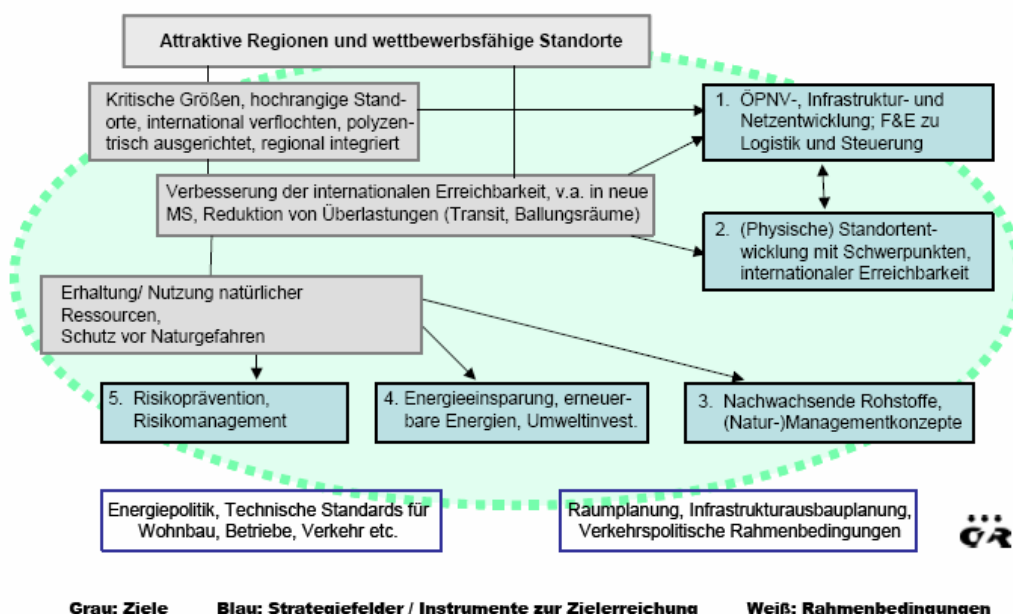 Attraktive Regionen und wettbewerbsfähige Standorte
Kritische Größen, hochrangige Stand-
orte, international verflochten, polyzen-
trisch ausgerichtet, regional integriert
1. ÖPNV-, Infrastruktur- und
Netzentwicklung; F&E zu
Logistik und Steuerung
Verbesserung der internationalen Erreichbarkeit, v.a. in neue
MS, Reduktion von Überlastungen (Transit, Ballungsräume)
2. (Physische) Standortent-
wicklung mit Schwerpunkten,
internationaler Erreichbarkeit
Erhaltung/ Nutzung natürlicher
Ressourcen,
Schutz vor Naturgefahren
5. Risikoprävention,
Risikomanagement
4. Energieeinsparung, erneuer-
bare Energien, Umweltinvest.
3. Nachwachsende Rohstoffe,
(Natur-)Managementkonzepte
Energiepolitik, Technische Standards für
Wohnbau, Betriebe, Verkehr etc.
Raumplanung, Infrastrukturausbauplanung,
Verkehrspolitische Rahmenbedingungen
Grau: Ziele Blau: Strategiefelder / Instrumente zur Zielerreichung Weiß: Rahmenbedingungen